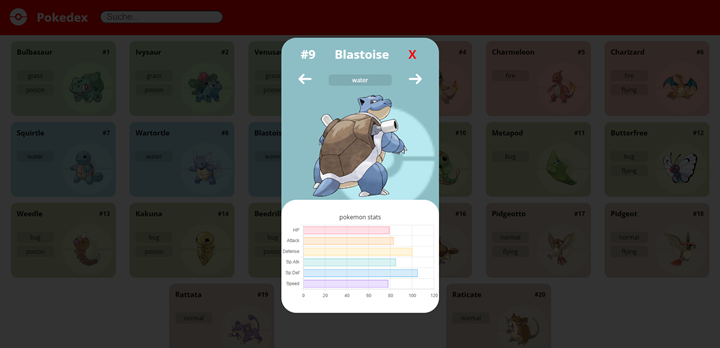 Pokedex
Suche...
Bulbasaur #1
grass
poison
Ivysaur #2
grass
poison
Venusa
#4
Charmeleon #5
fire
Charizard #6
fire
flying
Squirtle #7
water
Wartortle #8
water
Blastois
#10
Metapod #11
bug
Butterfree #12
bug
flying
Weedle #13
bug
poison
Kakuna #14
bug
poison
Beedrill
#16
Pidgeotto #17
normal
flying
Pidgeot #18
normal
flying
Rattata #19
normal
Raticate #20
normal
#9 Blastoise X
water
pokemon stats
HP
Attack
Defense
Sp Atk
Sp Def
Speed
0 20 40 60 80 100 120